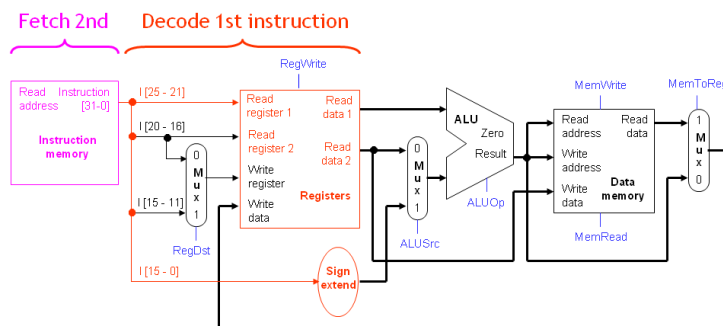 Fetch 2nd
Decode 1st instruction
RegWrite
MemWrite
MemToReg
Read Instruction
address [31-0]
Instruction
memory
I [25 - 21]
I [20 - 16]
I [15 - 11]
I [15 - 0]
0
M
u
x
1
RegDst
Read
register 1
Read
data 1
Read
register 2
Read
data 2
Write
register
Write
data
Registers
Sign
extend
0
M
u
x
1
ALUSrc
ALU
Zero
Result
ALUOp
Read
address
Read
data
Write
address
Write
data
Data
memory
MemRead
1
M
u
x
0